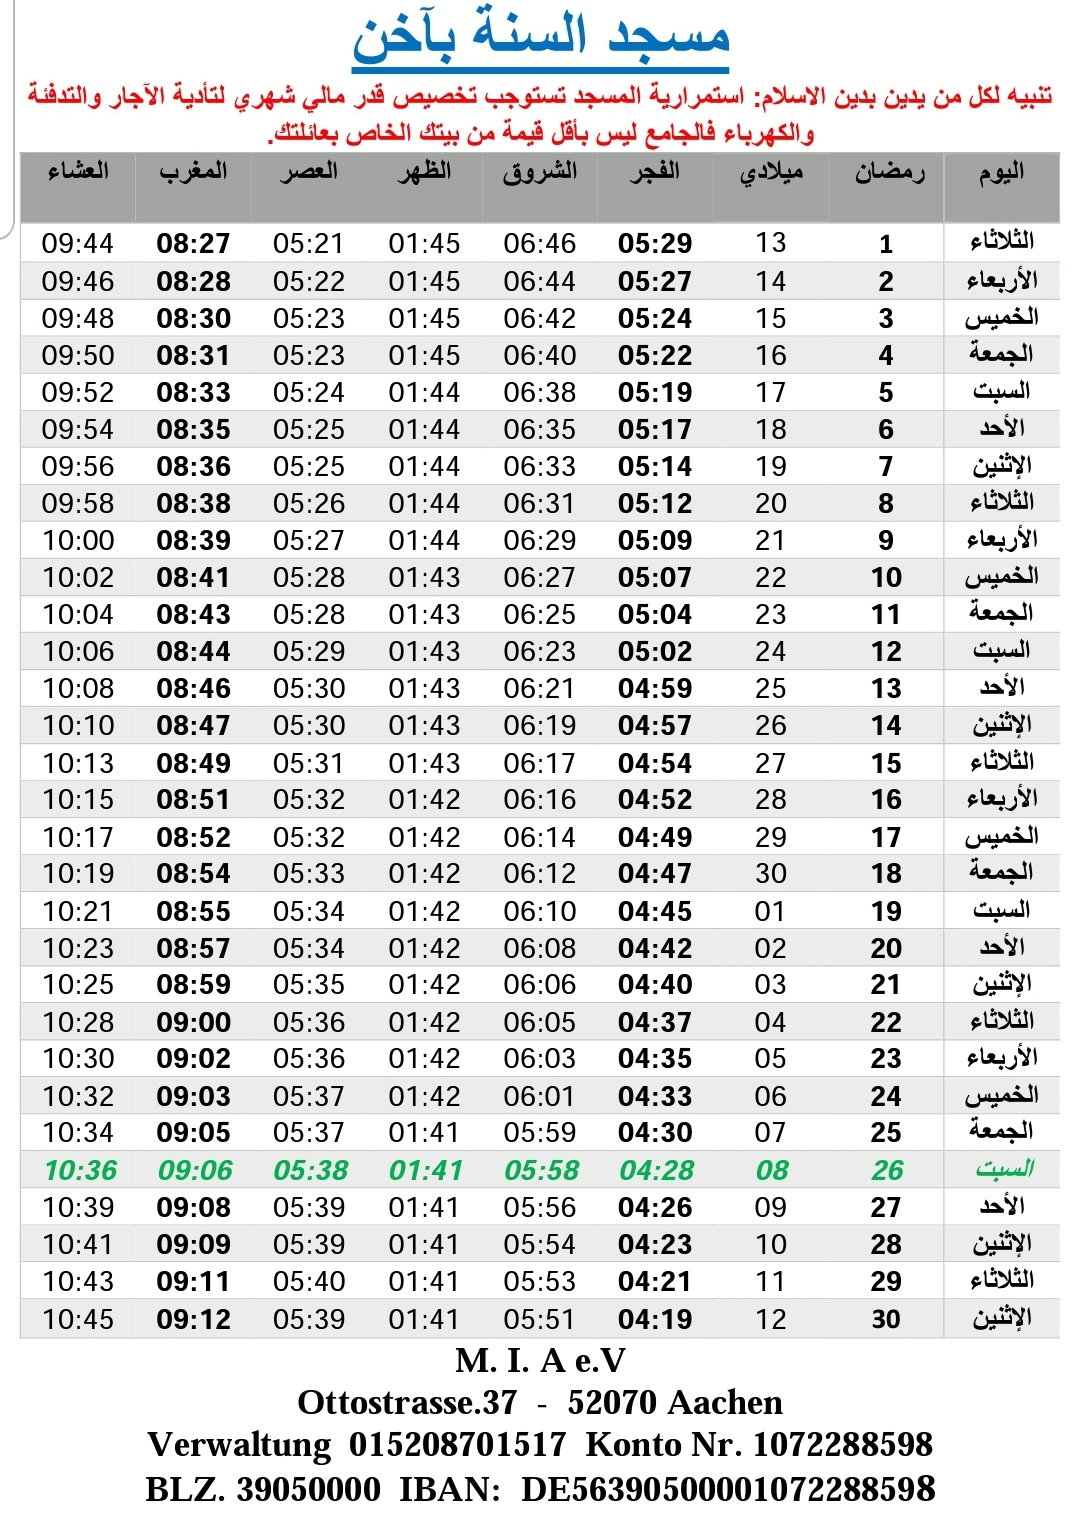 مسجد السنة بآخن
تنبيه لكل من يدين بدين الاسلام: استمرارية المسجد تستوجب تخصيص قدر مالي شهري لتأدية الآجار والتدفئة
والكهرباء فالجامع ليس بأقل قيمة من بيتك الخاص بعائلتك.
اليوم رمضان ميلادي الفجر الشروق الظهر العصر المغرب العشاء
الثلاثاء 1 13 05:29 06:46 01:45 05:21 08:27 09:44
الأربعاء 2 14 05:27 06:44 01:45 05:22 08:28 09:46
الخميس 3 15 05:24 06:42 01:45 05:23 08:30 09:48
الجمعة 4 16 05:22 06:40 01:45 05:23 08:31 09:50
السبت 5 17 05:19 06:38 01:44 05:24 08:33 09:52
الأحد 6 18 05:17 06:35 01:44 05:25 08:35 09:54
الإثنين 7 19 05:14 06:33 01:44 05:25 08:36 09:56
الثلاثاء 8 20 05:12 06:31 01:44 05:26 08:38 09:58
الأربعاء 9 21 05:09 06:29 01:44 05:27 08:39 10:00
الخميس 10 22 05:07 06:27 01:43 05:28 08:41 10:02
الجمعة 11 23 05:04 06:25 01:43 05:28 08:43 10:04
السبت 12 24 05:02 06:23 01:43 05:29 08:44 10:06
الأحد 13 25 04:59 06:21 01:43 05:30 08:46 10:08
الإثنين 14 26 04:57 06:19 01:43 05:30 08:47 10:10
الثلاثاء 15 27 04:54 06:17 01:43 05:31 08:49 10:13
الأربعاء 16 28 04:52 06:16 01:42 05:32 08:51 10:15
الخميس 17 29 04:49 06:14 01:42 05:32 08:52 10:17
الجمعة 18 30 04:47 06:12 01:42 05:33 08:54 10:19
السبت 19 01 04:45 06:10 01:42 05:34 08:55 10:21
الأحد 20 02 04:42 06:08 01:42 05:34 08:57 10:23
الإثنين 21 03 04:40 06:06 01:42 05:35 08:59 10:25
الثلاثاء 22 04 04:37 06:05 01:42 05:36 09:00 10:28
الأربعاء 23 05 04:35 06:03 01:42 05:36 09:02 10:30
الخميس 24 06 04:33 06:01 01:42 05:37 09:03 10:32
الجمعة 25 07 04:30 05:59 01:41 05:37 09:05 10:34
السبت 26 08 04:28 05:58 01:41 05:38 09:06 10:36
الأحد 27 09 04:26 05:56 01:41 05:39 09:08 10:39
الإثنين 28 10 04:23 05:54 01:41 05:39 09:09 10:41
الثلاثاء 29 11 04:21 05:53 01:41 05:40 09:11 10:43
الإثنين 30 12 04:19 05:51 01:41 05:39 09:12 10:45
M. I. A e.V
Ottostrasse.37 - 52070 Aachen
Verwaltung 015208701517 Konto Nr. 1072288598
BLZ. 39050000 IBAN: DE56390500001072288598